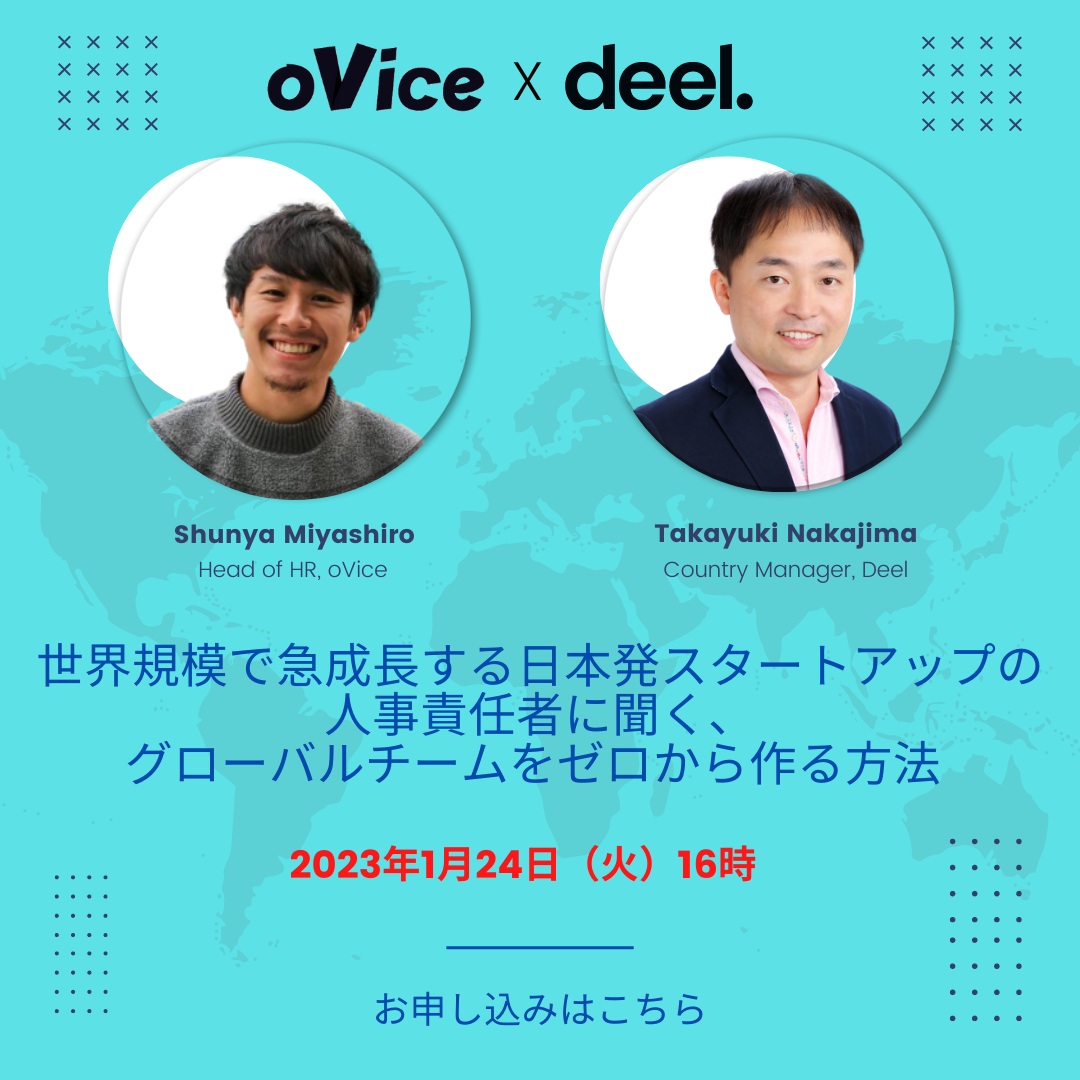 oVice X deel.
Shunya Miyashiro
Head of HR, oVice
Takayuki Nakajima
Country Manager, Deel
世界規模で急成長する日本発スタートアップの
人事責任者に聞く、
グローバルチームをゼロから作る方法
2023年1月24日（火）16時
お申し込みはこちら